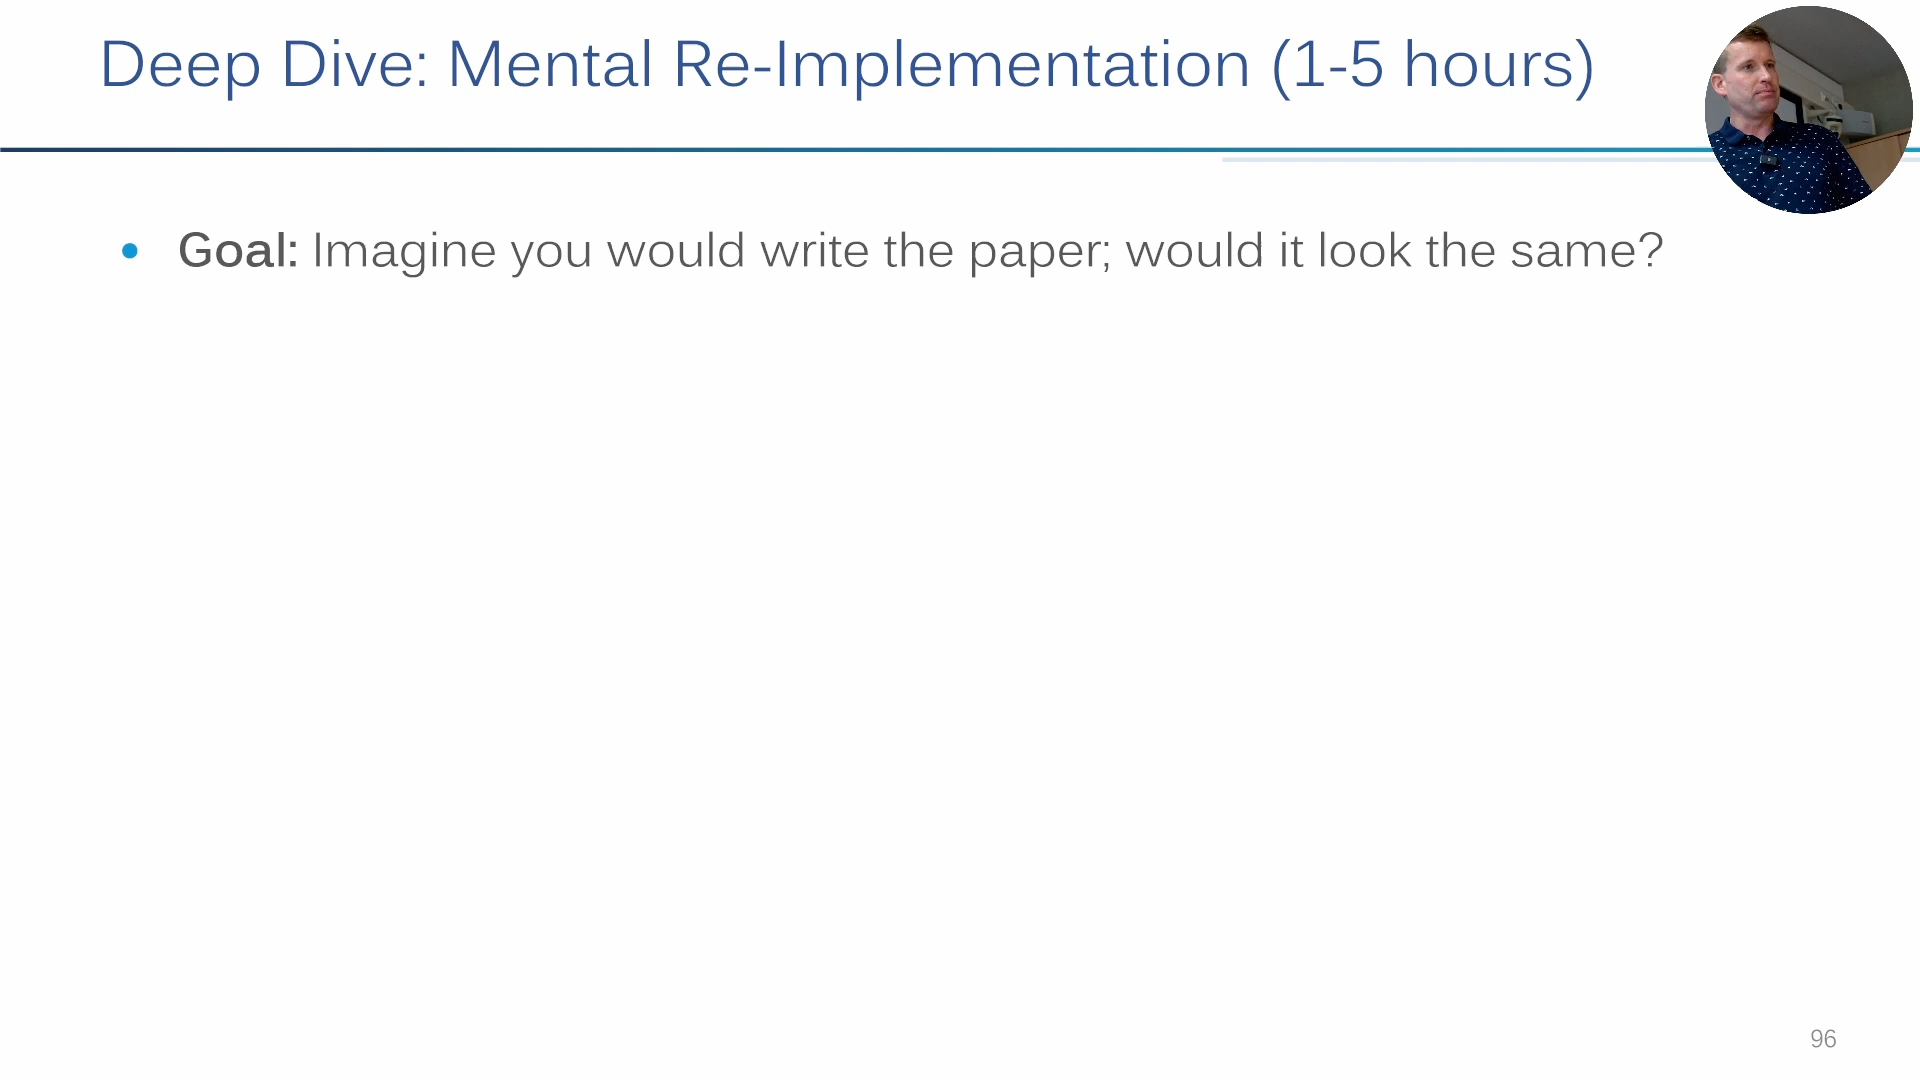 Deep Dive: Mental Re-Implementation (1-5 hours)
• Goal: Imagine you would write the paper; would it look the same?
96